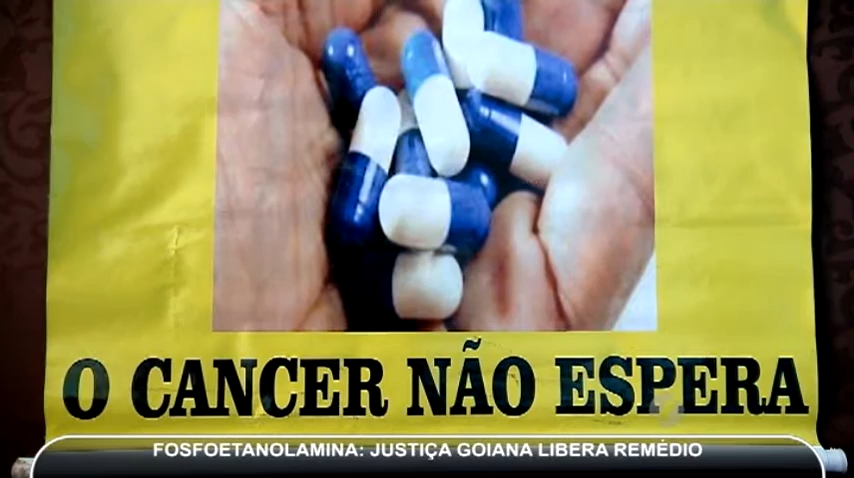 O CANCER NÃO ESPERA
FOSFOETANOLAMINA: JUSTIÇA GOIANA LIBERA REMÉDIO